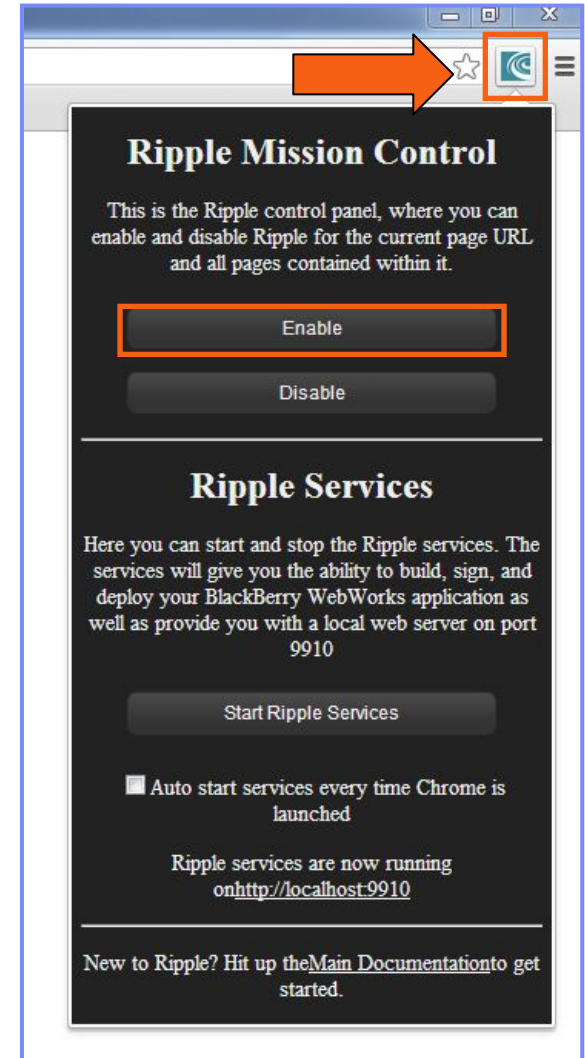 Ripple Mission Control
This is the Ripple control panel, where you can
enable and disable Ripple for the current page URL
and all pages contained within it.
Enable
Disable
Ripple Services
Here you can start and stop the Ripple services. The
services will give you the ability to build, sign, and
deploy your BlackBerry WebWorks application as
well as provide you with a local web server on port
9910
Start Ripple Services
Auto start services every time Chrome is
launched
Ripple services are now running
onhttp://localhost:9910
New to Ripple? Hit up theMain Documentationto get
started.